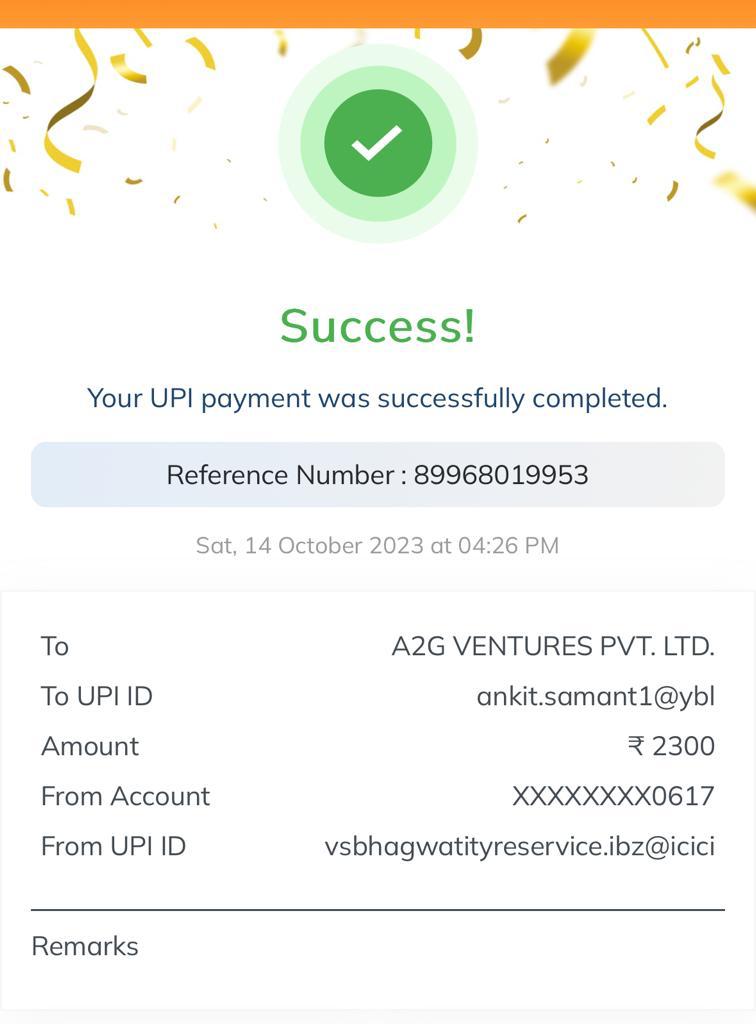 Success!
Your UPI payment was successfully completed.
Reference Number : 89968019953
Sat, 14 October 2023 at 04:26 PM
To A2G VENTURES PVT. LTD.
To UPI ID ankit.samant1@ybl
Amount ₹ 2300
From Account XXXXXXXX0617
From UPI ID vsbhagwatityreservice.ibz@icici
Remarks